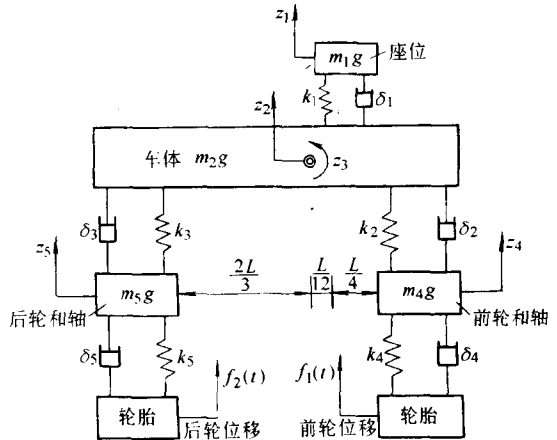 z₁
m₁g 座位
k₁ δ₁
z₂
车体 m₂g z₃
δ₃ k₃ k₂ δ₂
z₅ z₄
2L/3 L/12 L/4
m₅g m₄g
后轮和轴 前轮和轴
δ₅ k₅ f₂(t) f₁(t) k₄ δ₄
轮胎 后轮位移 前轮位移 轮胎